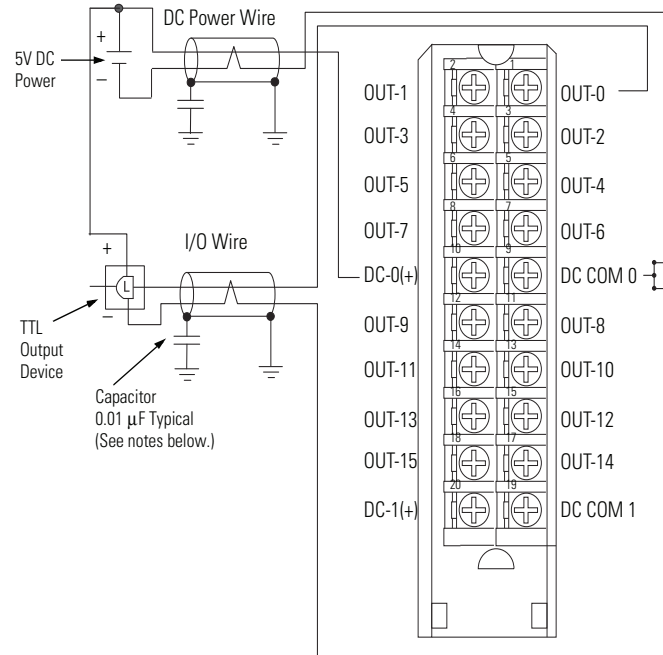 DC Power Wire
5V DC
Power
+
−
I/O Wire
+
L
−
TTL
Output
Device
Capacitor
0.01 μF Typical
(See notes below.)
2 1
OUT-1 OUT-0
4 3
OUT-3 OUT-2
6 5
OUT-5 OUT-4
8 7
OUT-7 OUT-6
10 9
DC-0(+) DC COM 0
12 11
OUT-9 OUT-8
14 13
OUT-11 OUT-10
16 15
OUT-13 OUT-12
18 17
OUT-15 OUT-14
20 19
DC-1(+) DC COM 1